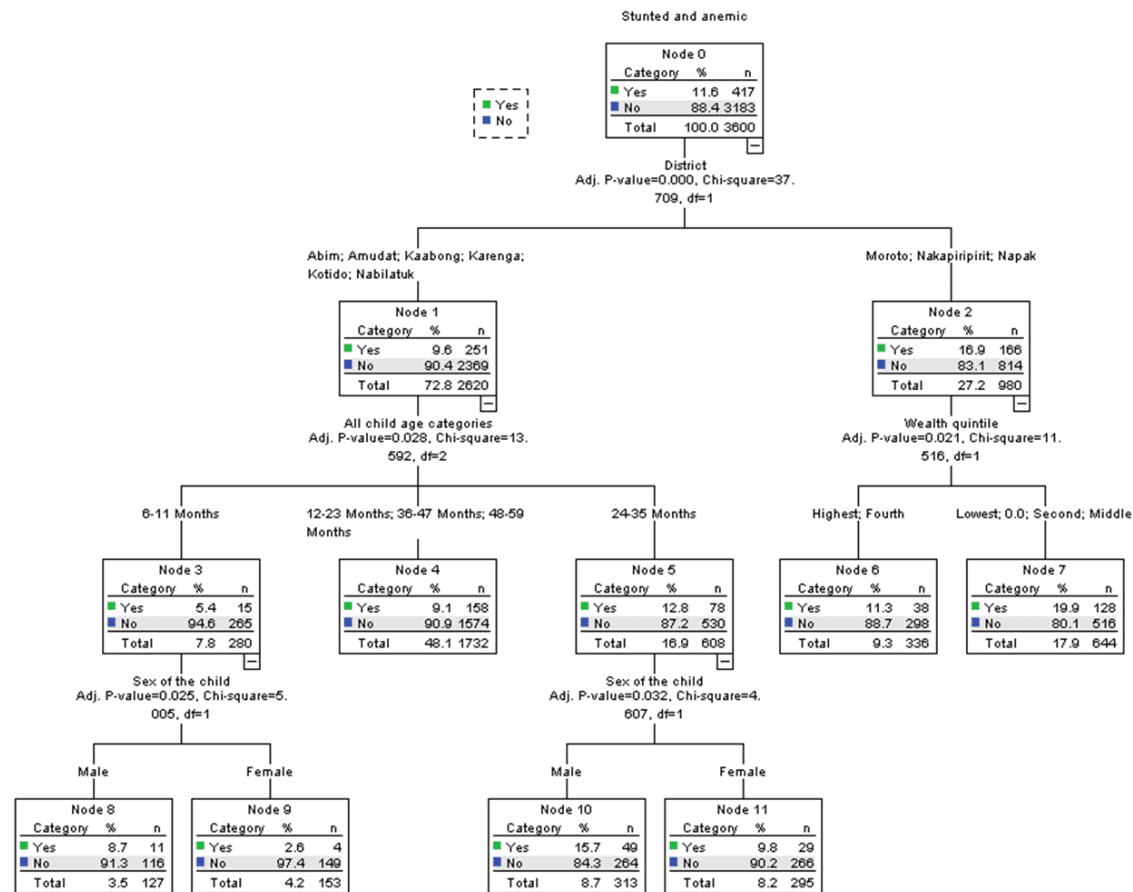 Stunted and anemic
Node 0
Category % n
Yes 11.6 417
No 88.4 3183
Total 100.0 3600
Yes
No
District
Adj. P-value=0.000, Chi-square=37.
709, df=1
Abim; Amudat; Kaabong; Karenga;
Kotido; Nabilatuk
Moroto; Nakapiripirit; Napak
Node 1
Category % n
Yes 9.6 251
No 90.4 2369
Total 72.8 2620
Node 2
Category % n
Yes 16.9 166
No 83.1 814
Total 27.2 980
All child age categories
Adj. P-value=0.028, Chi-square=13.
592, df=2
Wealth quintile
Adj. P-value=0.021, Chi-square=11.
516, df=1
6-11 Months
12-23 Months; 36-47 Months; 48-59
Months
24-35 Months
Highest; Fourth
Lowest; 0.0; Second; Middle
Node 3
Category % n
Yes 5.4 15
No 94.6 265
Total 7.8 280
Node 4
Category % n
Yes 9.1 158
No 90.9 1574
Total 48.1 1732
Node 5
Category % n
Yes 12.8 78
No 87.2 530
Total 16.9 608
Node 6
Category % n
Yes 11.3 38
No 88.7 298
Total 9.3 336
Node 7
Category % n
Yes 19.9 128
No 80.1 516
Total 17.9 644
Sex of the child
Adj. P-value=0.025, Chi-square=5.
005, df=1
Sex of the child
Adj. P-value=0.032, Chi-square=4.
607, df=1
Male
Female
Male
Female
Node 8
Category % n
Yes 8.7 11
No 91.3 116
Total 3.5 127
Node 9
Category % n
Yes 2.6 4
No 97.4 149
Total 4.2 153
Node 10
Category % n
Yes 15.7 49
No 84.3 264
Total 8.7 313
Node 11
Category % n
Yes 9.8 29
No 90.2 266
Total 8.2 295